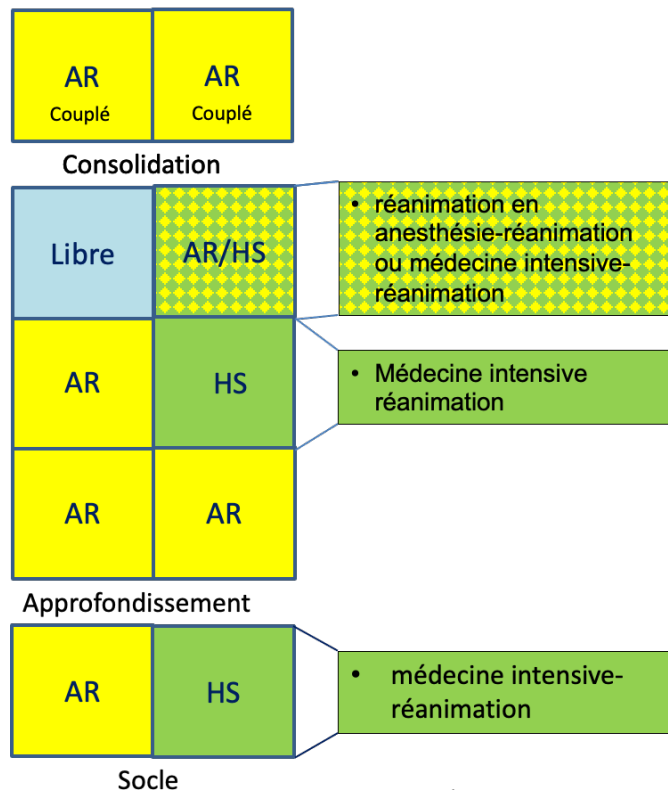 AR
Couplé
AR
Couplé
Consolidation
Libre
AR/HS
• réanimation en
anesthésie-réanimation
ou médecine intensive-
réanimation
AR
HS
• Médecine intensive
réanimation
AR
AR
Approfondissement
AR
HS
• médecine intensive-
réanimation
Socle